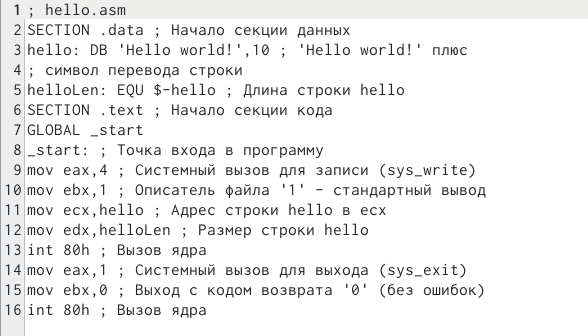 1 ; hello.asm
2 SECTION .data ; Начало секции данных
3 hello: DB 'Hello world!',10 ; 'Hello world!' плюс
4 ; символ перевода строки
5 helloLen: EQU $-hello ; Длина строки hello
6 SECTION .text ; Начало секции кода
7 GLOBAL _start
8 _start: ; Точка входа в программу
9 mov eax,4 ; Системный вызов для записи (sys_write)
10 mov ebx,1 ; Описатель файла '1' - стандартный вывод
11 mov ecx,hello ; Адрес строки hello в ecx
12 mov edx,helloLen ; Размер строки hello
13 int 80h ; Вызов ядра
14 mov eax,1 ; Системный вызов для выхода (sys_exit)
15 mov ebx,0 ; Выход с кодом возврата '0' (без ошибок)
16 int 80h ; Вызов ядра